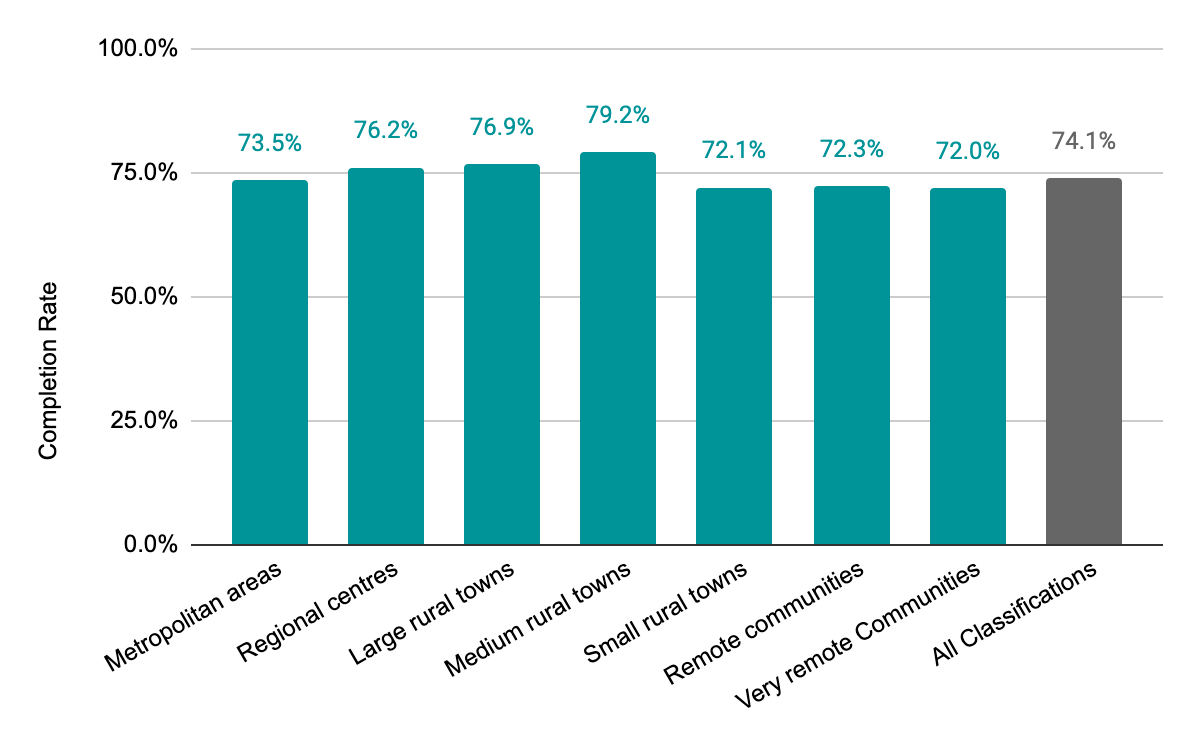 100.0%
75.0%
50.0%
25.0%
0.0%
Completion Rate
73.5%
76.2%
76.9%
79.2%
72.1%
72.3%
72.0%
74.1%
Metropolitan areas
Regional centres
Large rural towns
Medium rural towns
Small rural towns
Remote communities
Very remote Communities
All Classifications